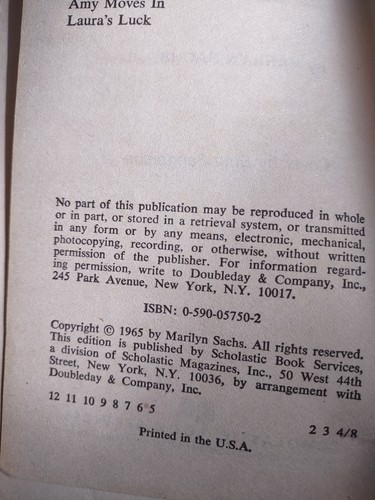 Amy Moves In
Laura's Luck
No part of this publication may be reproduced in whole
or in part, or stored in a retrieval system, or transmitted
in any form or by any means, electronic, mechanical,
photocopying, recording, or otherwise, without written
permission of the publisher. For information regard-
ing permission, write to Doubleday & Company, Inc.,
245 Park Avenue, New York, N.Y. 10017.
ISBN: 0-590-05750-2
Copyright © 1965 by Marilyn Sachs. All rights reserved.
This edition is published by Scholastic Book Services,
a division of Scholastic Magazines, Inc., 50 West 44th
Street, New York, N.Y. 10036, by arrangement with
Doubleday & Company, Inc.
12 11 10 9 8 7 6 5
2 3 4/8
Printed in the U.S.A.